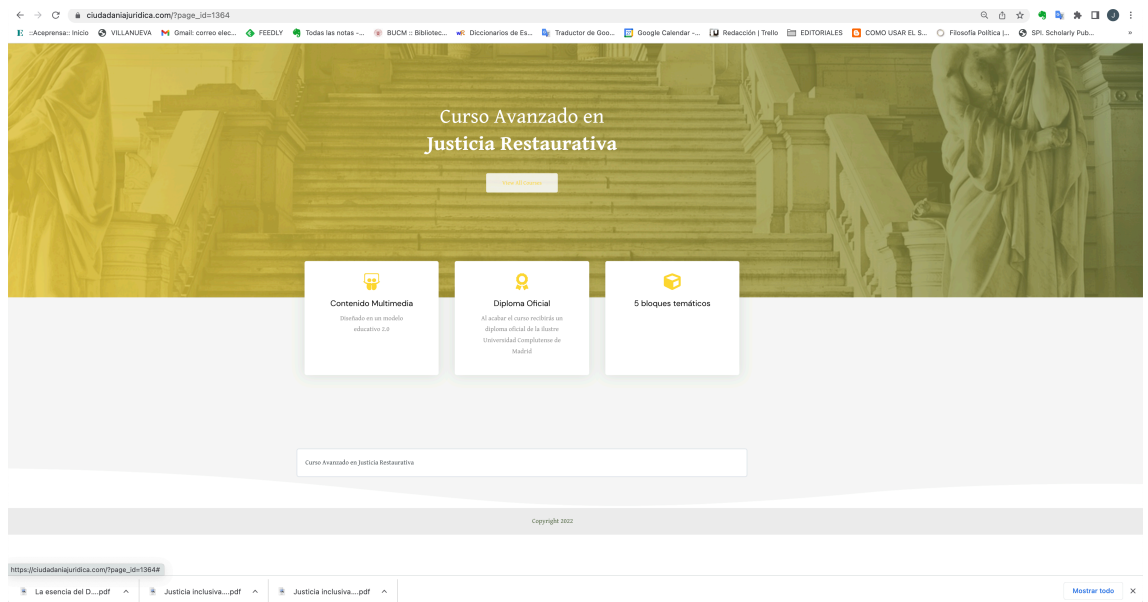 ciudadaniajuridica.com/?page_id=1364
::Aceprensa:: Inicio VILLANUEVA Gmail: correo elec... FEEDLY Todas las notas -... BUCM :: Bibliotec... Diccionarios de Es... Traductor de Goo... Google Calendar -... Redacción | Trello EDITORIALES COMO USAR EL S... Filosofía Política |... SPI. Scholarly Pub... »
Curso Avanzado en
Justicia Restaurativa
Contenido Multimedia
Diseñado en un modelo
educativo 2.0
Diploma Oficial
Al acabar el curso recibirás un
diploma oficial de la ilustre
Universidad Complutense de
Madrid
5 bloques temáticos
Curso Avanzado en Justicia Restaurativa
Copyright 2022
https://ciudadaniajuridica.com/?page_id=1364#
La esencia del D....pdf Justicia inclusiva....pdf Justicia inclusiva....pdf Mostrar todo